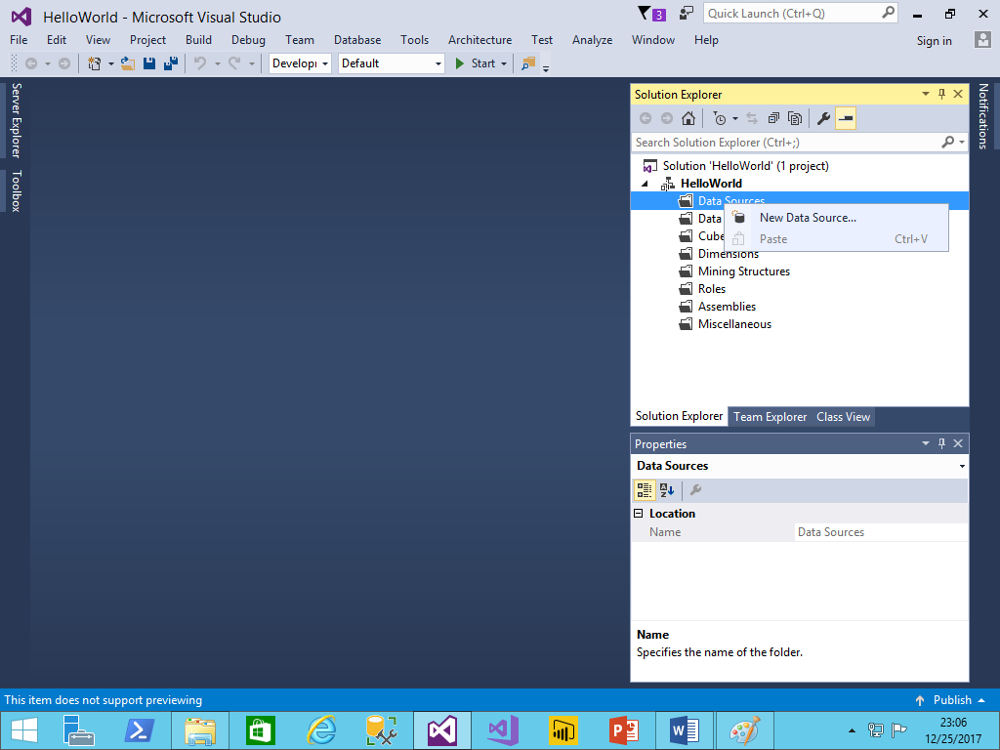 HelloWorld - Microsoft Visual Studio
3
Quick Launch (Ctrl+Q)
File Edit View Project Build Debug Team Database Tools Architecture Test Analyze Window Help
Sign in
Developı Default Start
Server Explorer
Toolbox
Notifications
Solution Explorer
Search Solution Explorer (Ctrl+;)
Solution 'HelloWorld' (1 project)
HelloWorld
Data Sources
New Data Source...
Data
Paste Ctrl+V
Cube
Dimensions
Mining Structures
Roles
Assemblies
Miscellaneous
Solution Explorer Team Explorer Class View
Properties
Data Sources
Location
Name Data Sources
Name
Specifies the name of the folder.
This item does not support previewing
Publish
23:06
12/25/2017